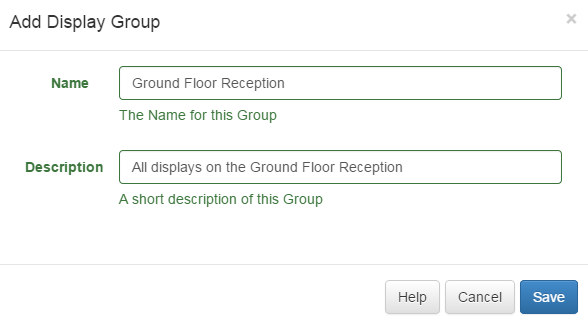 Add Display Group ×
Name Ground Floor Reception
The Name for this Group
Description All displays on the Ground Floor Reception
A short description of this Group
Help Cancel Save